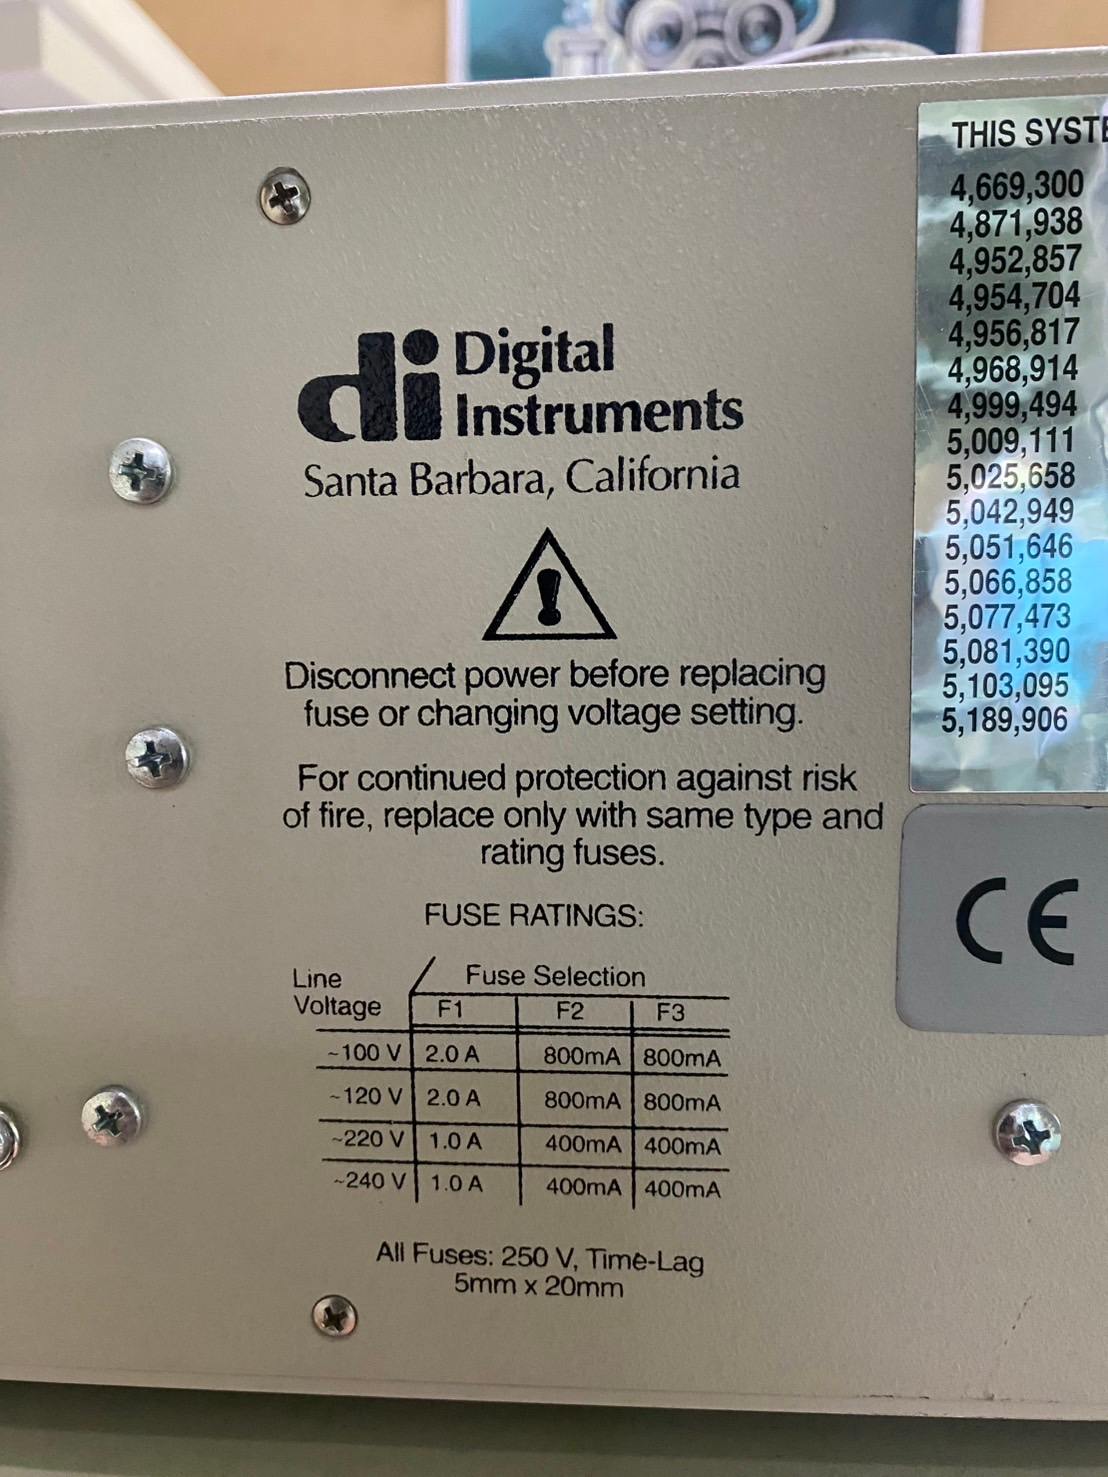 di Digital
Instruments
Santa Barbara, California
!
Disconnect power before replacing
fuse or changing voltage setting.
For continued protection against risk
of fire, replace only with same type and
rating fuses.
FUSE RATINGS:
Line Voltage / Fuse Selection
F1 F2 F3
~100 V 2.0 A 800mA 800mA
~120 V 2.0 A 800mA 800mA
~220 V 1.0 A 400mA 400mA
~240 V 1.0 A 400mA 400mA
All Fuses: 250 V, Time-Lag
5mm x 20mm
THIS
4,669,300
4,871,938
4,952,857
4,954,704
4,956,817
4,968,914
4,999,494
5,009,111
5,025,658
5,042,949
5,051,646
5,066,858
5,077,473
5,081,390
5,103,095
5,189,906
CE